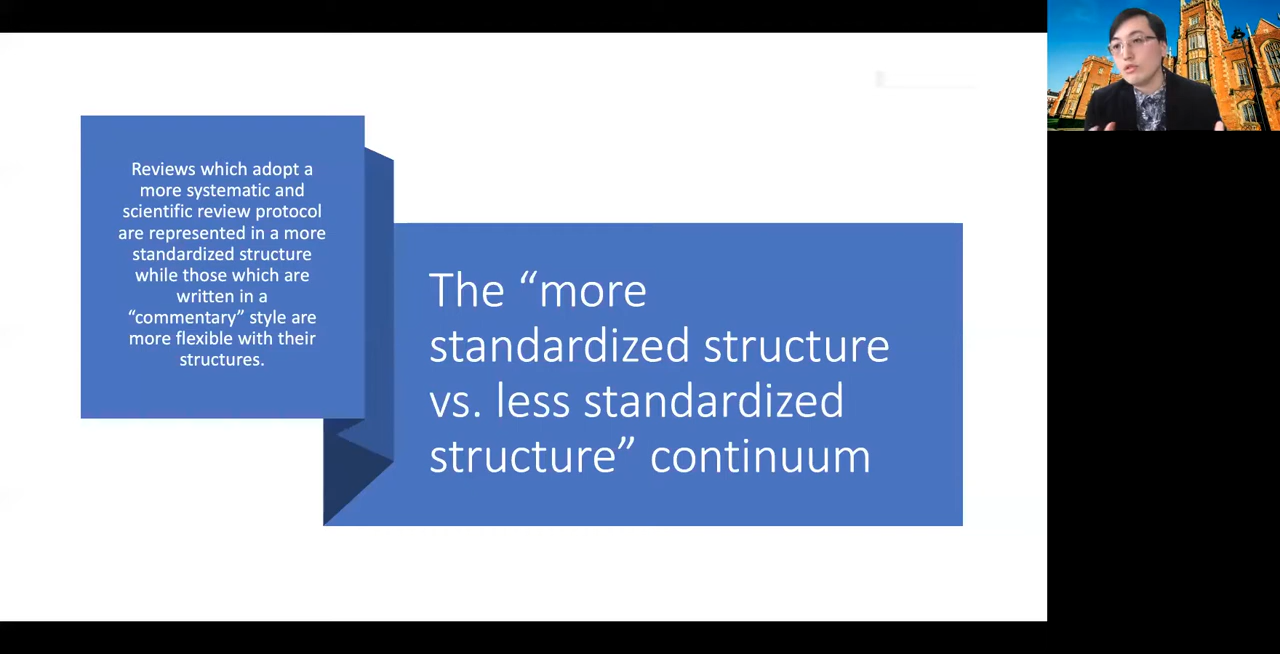 Reviews which adopt a
more systematic and
scientific review protocol
are represented in a more
standardized structure
while those which are
written in a
“commentary” style are
more flexible with their
structures.
The “more
standardized structure
vs. less standardized
structure” continuum